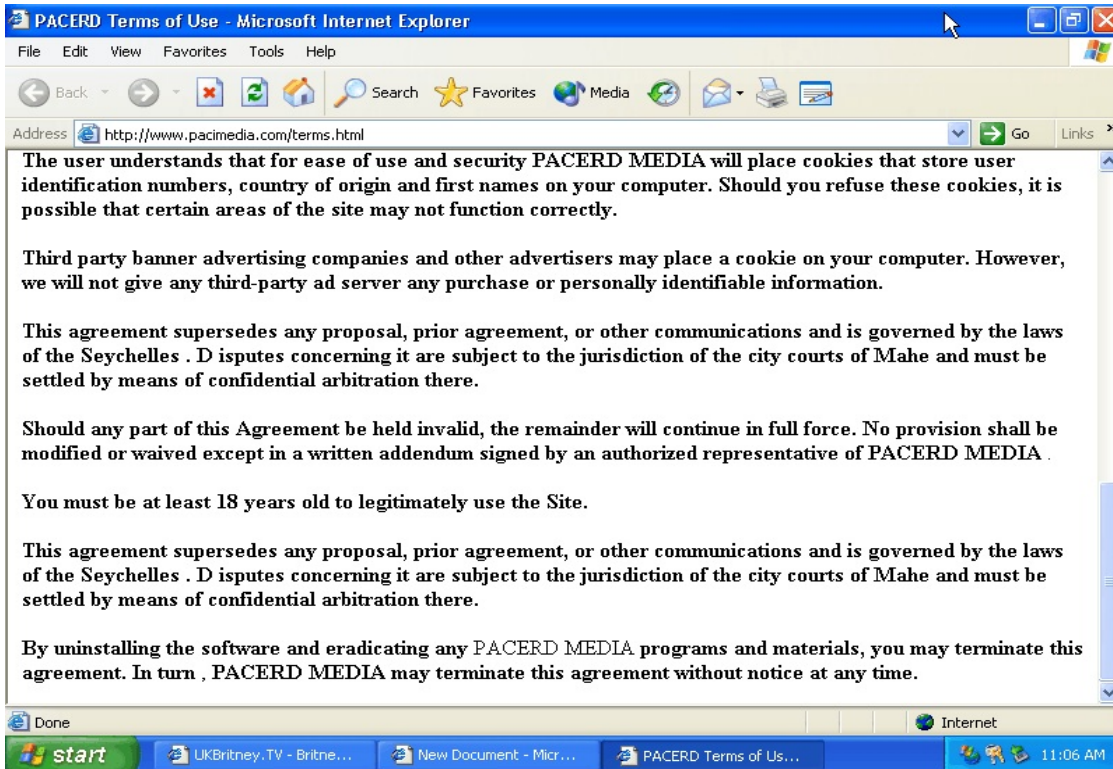 PACERD Terms of Use - Microsoft Internet Explorer
File Edit View Favorites Tools Help
Back Search Favorites Media
Address http://www.pacimedia.com/terms.html Go Links
The user understands that for ease of use and security PACERD MEDIA will place cookies that store user
identification numbers, country of origin and first names on your computer. Should you refuse these cookies, it is
possible that certain areas of the site may not function correctly.
Third party banner advertising companies and other advertisers may place a cookie on your computer. However,
we will not give any third-party ad server any purchase or personally identifiable information.
This agreement supersedes any proposal, prior agreement, or other communications and is governed by the laws
of the Seychelles . D isputes concerning it are subject to the jurisdiction of the city courts of Mahe and must be
settled by means of confidential arbitration there.
Should any part of this Agreement be held invalid, the remainder will continue in full force. No provision shall be
modified or waived except in a written addendum signed by an authorized representative of PACERD MEDIA .
You must be at least 18 years old to legitimately use the Site.
This agreement supersedes any proposal, prior agreement, or other communications and is governed by the laws
of the Seychelles . D isputes concerning it are subject to the jurisdiction of the city courts of Mahe and must be
settled by means of confidential arbitration there.
By uninstalling the software and eradicating any PACERD MEDIA programs and materials, you may terminate this
agreement. In turn , PACERD MEDIA may terminate this agreement without notice at any time.
Done Internet
start UKBritney.TV - Britne... New Document - Micr... PACERD Terms of Us... 11:06 AM